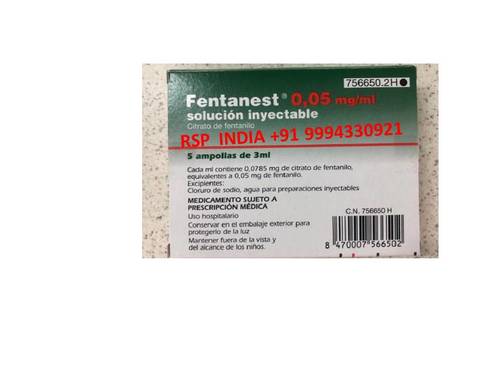 756650.2H
Fentanest® 0,05 mg/ml
solución inyectable
Citrato de fentanilo
RSP INDIA +91 9994330921
5 ampollas de 3ml
Cada ml contiene 0,0785 mg de citrato de fentanilo,
equivalentes a 0,05 mg de fentanilo.
Excipientes:
Cloruro de sodio, agua para preparaciones inyectables
MEDICAMENTO SUJETO A
PRESCRIPCIÓN MÉDICA
Uso hospitalario
Conservar en el embalaje exterior para
protegerlo de la luz
Mantener fuera de la vista y
del alcance de los niños.
C.N. 756650 H
8 470007 566502